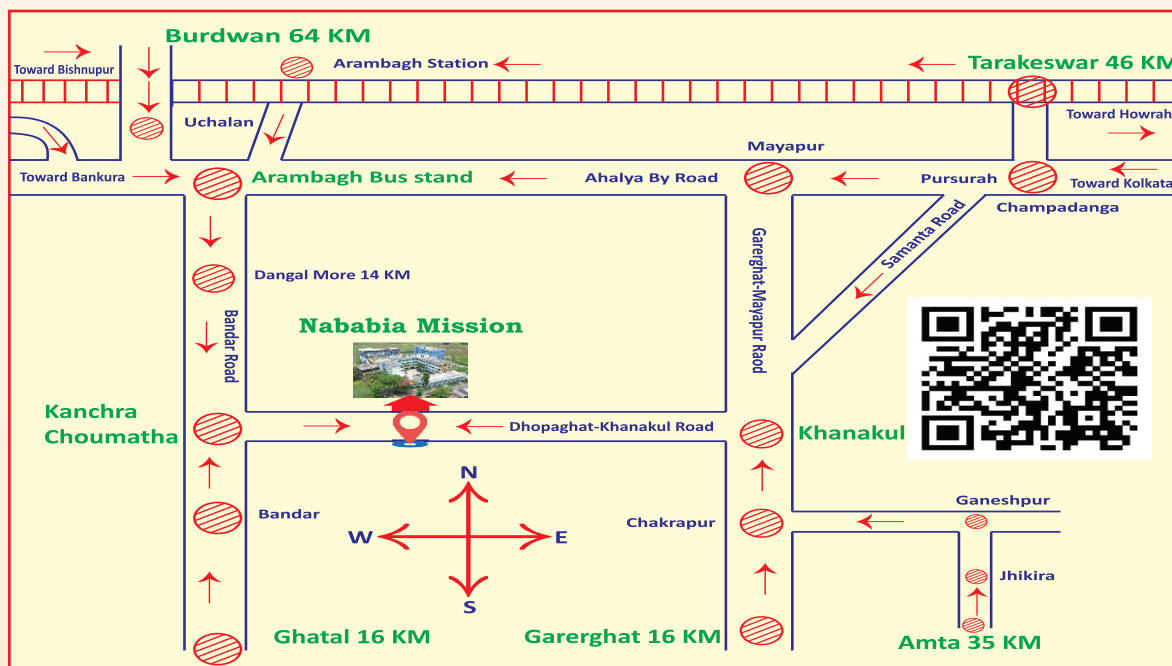 Burdwan 64 KM
Arambagh Station
Tarakeswar 46 KM
Toward Bishnupur
Uchalan
Toward Howrah
Mayapur
Toward Bankura
Arambagh Bus stand
Ahalya By Road
Pursurah
Toward Kolkata
Champadanga
Samanta Road
Garerghat-Mayapur Raod
Dangal More 14 KM
Bandar Road
Nababia Mission
Kanchra
Choumatha
Dhopaghat-Khanakul Road
Khanakul
N
W
E
S
Bandar
Chakrapur
Ganeshpur
Jhikira
Ghatal 16 KM
Garerghat 16 KM
Amta 35 KM